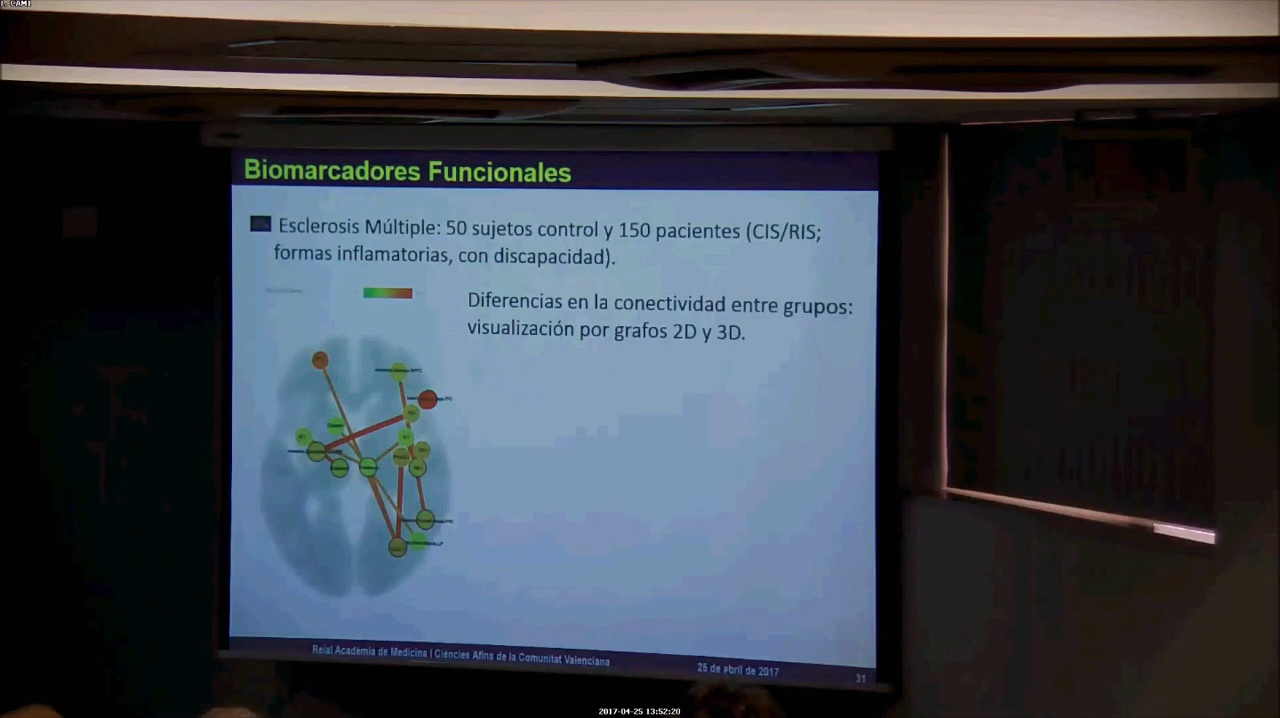 Biomarcadores Funcionales
Esclerosis Múltiple: 50 sujetos control y 150 pacientes (CIS/RIS;
formas inflamatorias, con discapacidad).
Diferencias en la conectividad entre grupos:
visualización por grafos 2D y 3D.
Reial Acadèmia de Medicina i Ciències Afins de la Comunitat Valenciana
25 de abril de 2017
31
2017-04-25 13:52:20